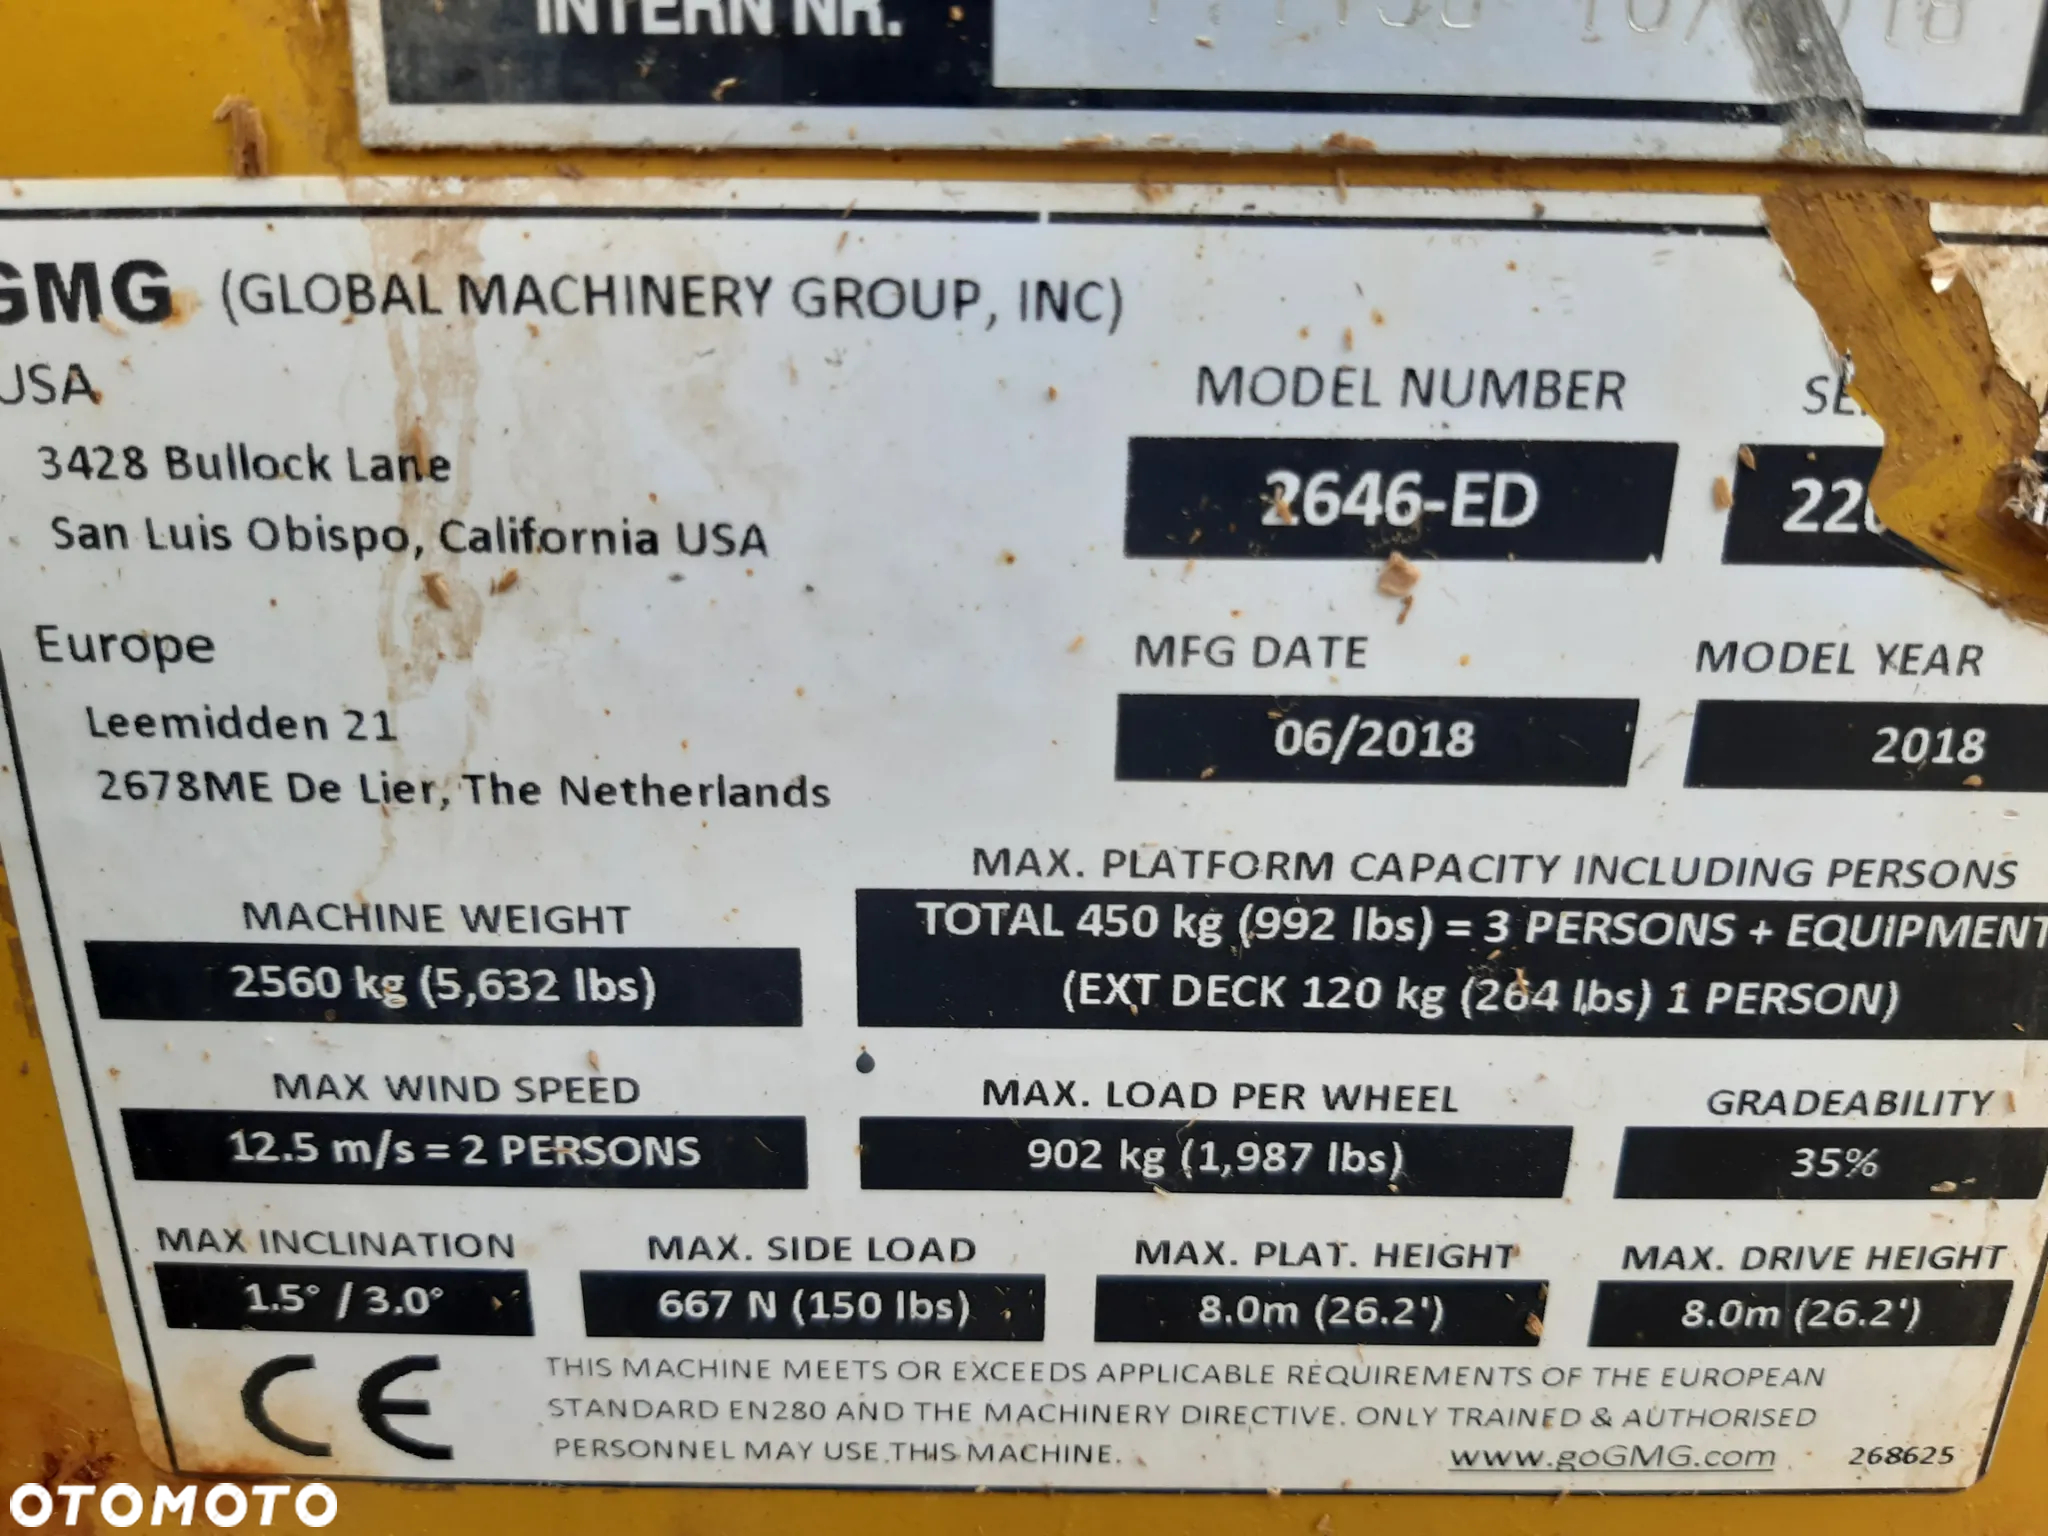 INTERN NR.
GMG (GLOBAL MACHINERY GROUP, INC)
USA
3428 Bullock Lane
San Luis Obispo, California USA
MODEL NUMBER
2646-ED
Europe
Leemidden 21
2678ME De Lier, The Netherlands
MFG DATE
06/2018
MODEL YEAR
2018
MACHINE WEIGHT
2560 kg (5,632 lbs)
MAX. PLATFORM CAPACITY INCLUDING PERSONS
TOTAL 450 kg (992 lbs) = 3 PERSONS + EQUIPMENT
(EXT DECK 120 kg (264 lbs) 1 PERSON)
MAX WIND SPEED
12.5 m/s = 2 PERSONS
MAX. LOAD PER WHEEL
902 kg (1,987 lbs)
GRADEABILITY
35%
MAX INCLINATION
1.5° / 3.0°
MAX. SIDE LOAD
667 N (150 lbs)
MAX. PLAT. HEIGHT
8.0m (26.2')
MAX. DRIVE HEIGHT
8.0m (26.2')
CE
THIS MACHINE MEETS OR EXCEEDS APPLICABLE REQUIREMENTS OF THE EUROPEAN
STANDARD EN280 AND THE MACHINERY DIRECTIVE. ONLY TRAINED & AUTHORISED
PERSONNEL MAY USE THIS MACHINE.
www.goGMG.com
268625
OTOMOTO